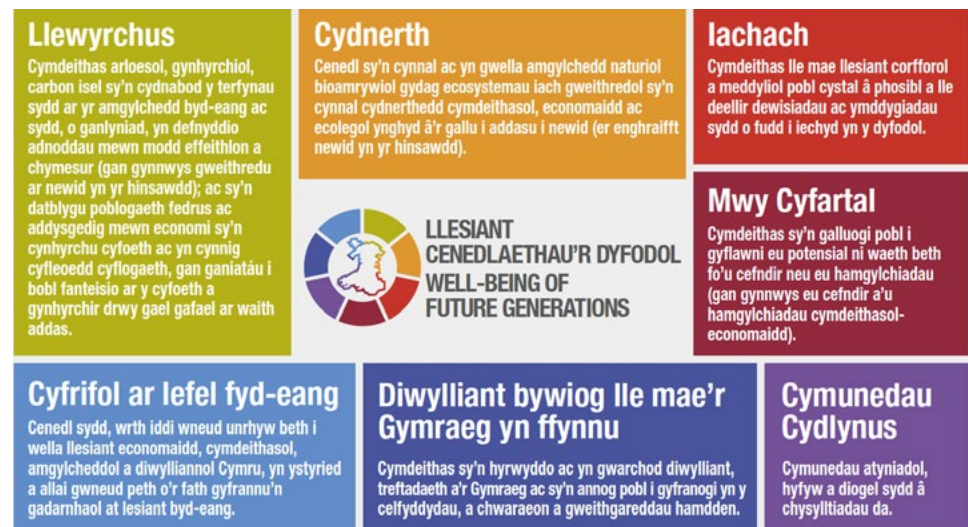 Llewyrchus
Cymdeithas arloesol, gynhyrchiol,
carbon isel sy'n cydnabod y terfynau
sydd ar yr amgylchedd byd-eang ac
sydd, o ganlyniad, yn defnyddio
adnoddau mewn modd effeithlon a
chymesur (gan gynnwys gweithredu
ar newid yn yr hinsawdd); ac sy'n
datblygu poblogaeth fedrus ac
addysgedig mewn economi sy'n
cynhyrchu cyfoeth ac yn cynnig
cyfleoedd cyflogaeth, gan ganiatáu i
bobl fanteisio ar y cyfoeth a
gynhyrchir drwy gael gafael ar waith
addas.
Cydnerth
Cenedl sy'n cynnal ac yn gwella amgylchedd naturiol
bioamrywiol gydag ecosystemau iach gweithredol sy'n
cynnal cydnerthedd cymdeithasol, economaidd ac
ecolegol ynghyd â'r gallu i addasu i newid (er enghraifft
newid yn yr hinsawdd).
Iachach
Cymdeithas lle mae llesiant corfforol
a meddyliol pobl cystal â phosibl a lle
deellir dewisiadau ac ymddygiadau
sydd o fudd i iechyd yn y dyfodol.
LLESIANT
CENEDLAETHAU'R DYFODOL
WELL-BEING OF
FUTURE GENERATIONS
Mwy Cyfartal
Cymdeithas sy'n galluogi pobl i
gyflawni eu potensial ni waeth beth
fo'u cefndir neu eu hamgylchiadau
(gan gynnwys eu cefndir a'u
hamgylchiadau cymdeithasol-
economaidd).
Cyfrifol ar lefel fyd-eang
Cenedl sydd, wrth iddi wneud unrhyw beth i
wella llesiant economaidd, cymdeithasol,
amgylcheddol a diwylliannol Cymru, yn ystyried
a allai gwneud peth o'r fath gyfrannu'n
gadarnhaol at lesiant byd-eang.
Diwylliant bywiog lle mae'r
Gymraeg yn ffynnu
Cymdeithas sy'n hyrwyddo ac yn gwarchod diwylliant,
treftadaeth a'r Gymraeg ac sy'n annog pobl i gyfranogi yn y
celfyddydau, a chwaraeon a gweithgareddau hamdden.
Cymunedau
Cydlynus
Cymunedau atyniadol,
hyfyw a diogel sydd â
chysylltiadau da.